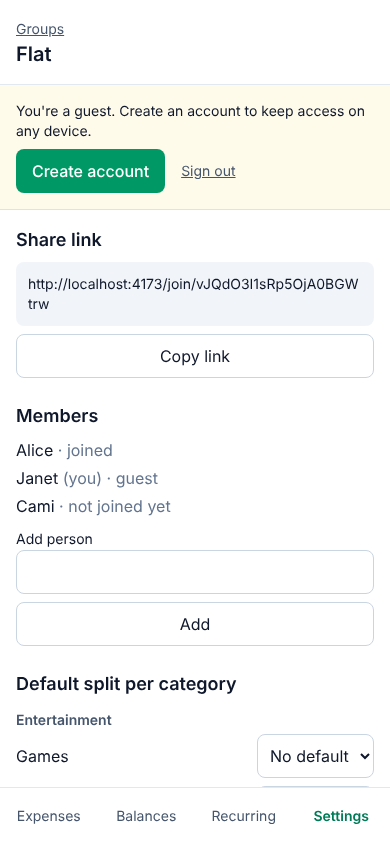 Groups
Flat
You're a guest. Create an account to keep access on
any device.
Create account
Sign out
Share link
http://localhost:4173/join/vJQdO3I1sRp5OjA0BGW
trw
Copy link
Members
Alice · joined
Janet (you) · guest
Cami · not joined yet
Add person
Add
Default split per category
Entertainment
Games
No default
Expenses
Balances
Recurring
Settings